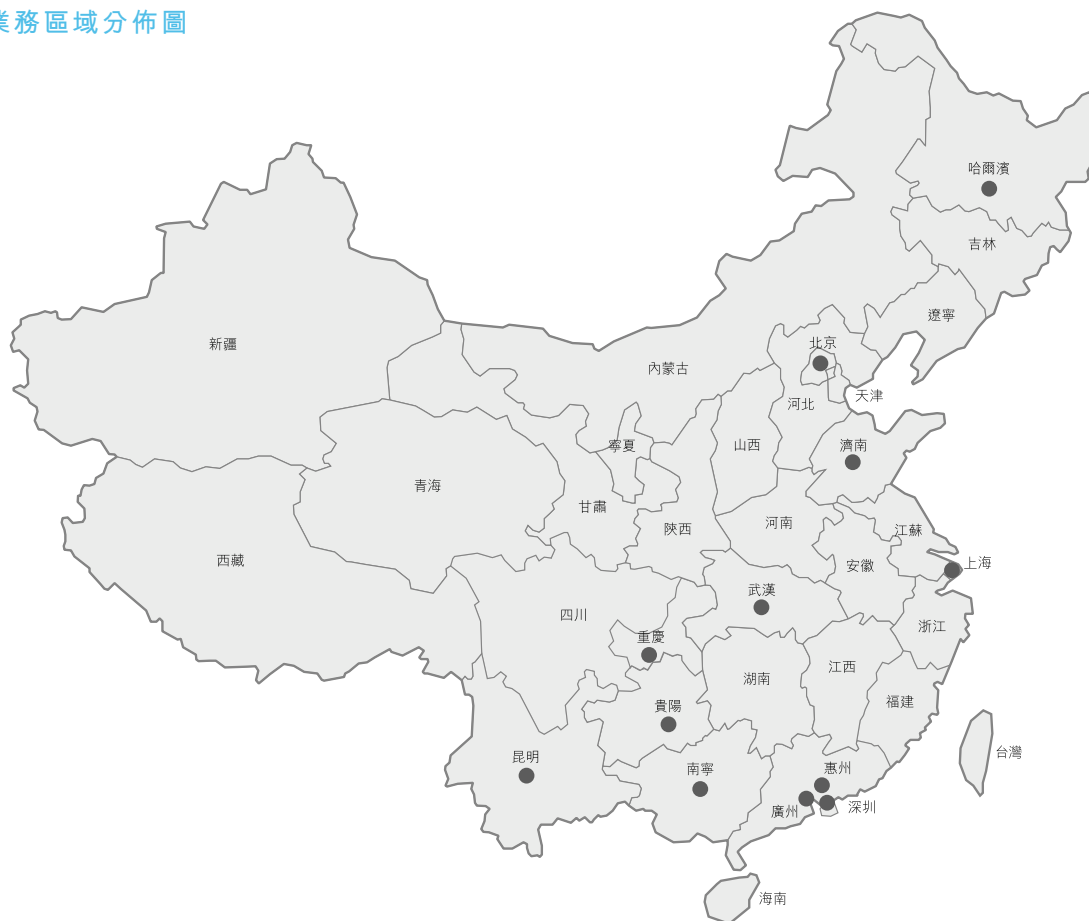 業務區域分佈圖
哈爾濱
吉林
遼寧
新疆
北京
內蒙古
天津
河北
寧夏
山西
濟南
青海
甘肅
陝西
河南
江蘇
西藏
安徽
上海
武漢
四川
重慶
浙江
江西
湖南
貴陽
福建
昆明
南寧
惠州
台灣
廣州
深圳
海南